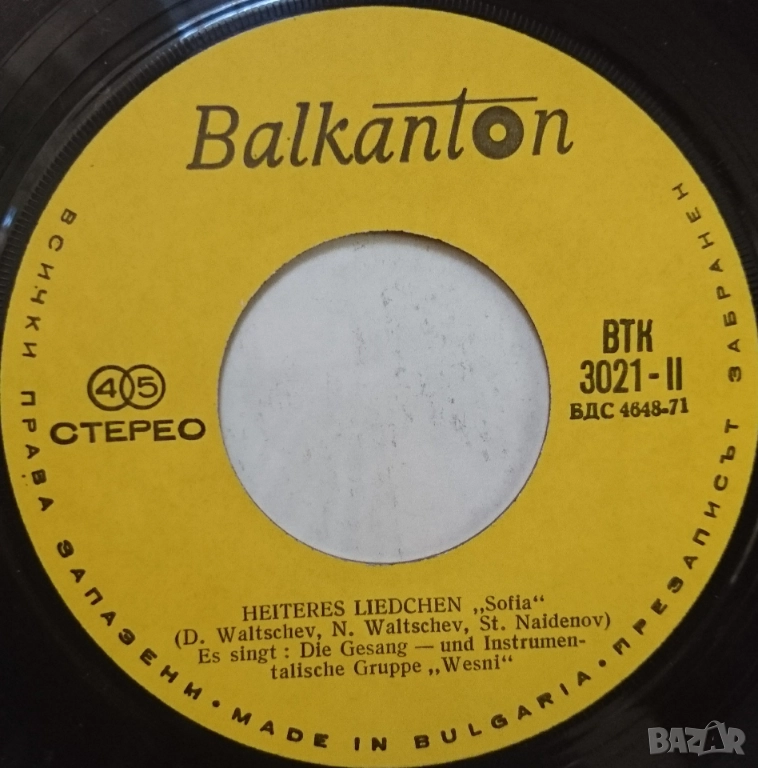 Balkanton
ВСИЧКИ ПРАВА ЗАПАЗЕНИ • MADE IN BULGARIA • ПРЕЗАПИСЪТ ЗАБРАНЕН
45
СТЕРЕО
ВТК
3021-II
БДС 4648-71
HEITERES LIEDCHEN „Sofia“
(D. Waltschev, N. Waltschev, St. Naidenov)
Es singt : Die Gesang — und Instrumen-
talische Gruppe „Wesni“
BAZAR